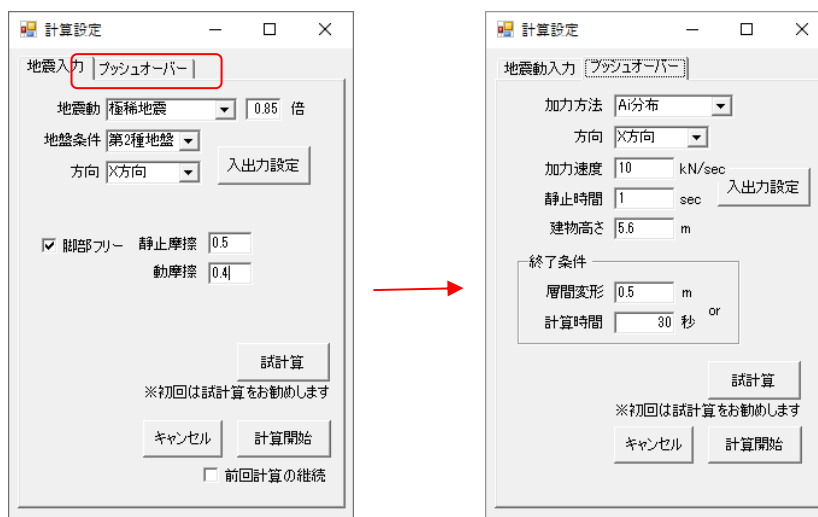 計算設定
地震入力 プッシュオーバー
地震動 極稀地震 0.85 倍
地盤条件 第2種地盤
方向 X方向
入出力設定
脚部フリー 静止摩擦 0.5
動摩擦 0.4
試計算
※初回は試計算をお勧めします
キャンセル 計算開始
前回計算の継続
計算設定
地震動入力 プッシュオーバー
加力方法 Ai分布
方向 X方向
加力速度 10 kN/sec
入出力設定
静止時間 1 sec
建物高さ 5.6 m
終了条件
層間変形 0.5 m
or
計算時間 30 秒
試計算
※初回は試計算をお勧めします
キャンセル 計算開始